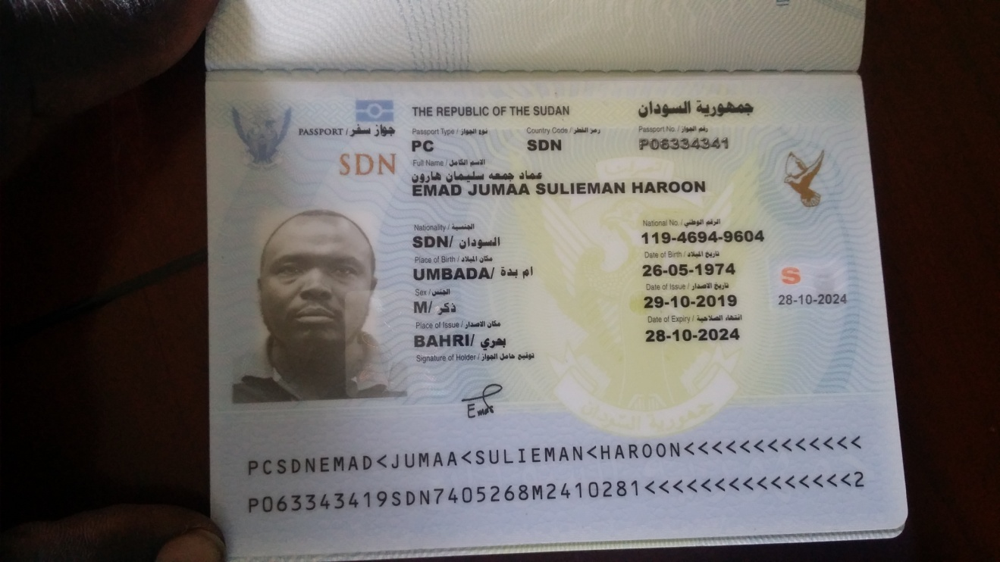 THE REPUBLIC OF THE SUDAN
جمهورية السودان
PASSPORT / جواز سفر
SDN
Passport Type / نوع الجواز
Country Code / رمز القطر
Passport No. / رقم الجواز
PC
SDN
P06334341
Full Name / الاسم الكامل
عماد جمعه سليمان هارون
EMAD JUMAA SULIEMAN HAROON
Nationality / الجنسية
National No. / الرقم الوطني
SDN/ السودان
119-4694-9604
Place of Birth / مكان الميلاد
Date of Birth / تاريخ الميلاد
UMBADA/ ام بدة
26-05-1974
Sex / الجنس
Date of Issue / تاريخ الاصدار
M/ ذكر
29-10-2019
S
28-10-2024
Place of Issue / مكان الاصدار
Date of Expiry / انتهاء الصلاحية
BAHRI/ بحري
28-10-2024
Signature of Holder / توقيع حامل الجواز
Emad
جمهورية السودان
PCSDNEMAD<JUMAA<SULIEMAN<HAROON<<<<<<<<<<<<<
P063343419SDN7405268M2410281<<<<<<<<<<<<<<<2